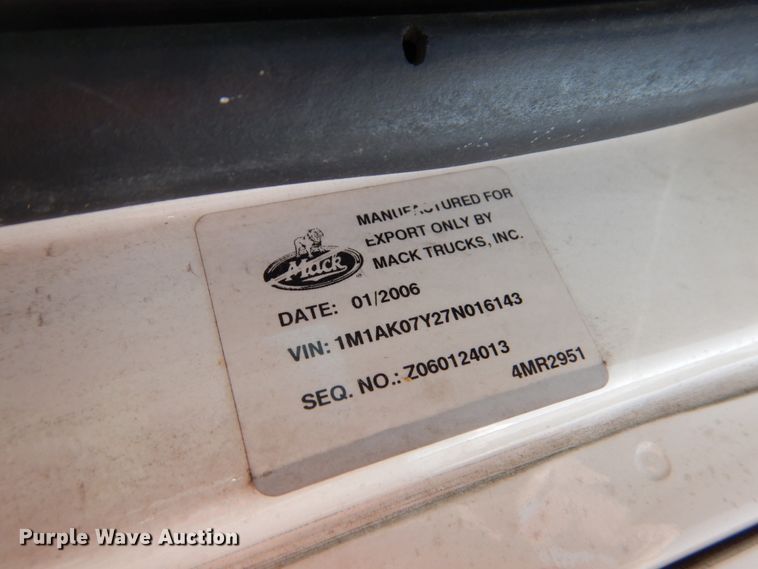 MANUFACTURED FOR
EXPORT ONLY BY
MACK TRUCKS, INC.
Mack
DATE: 01/2006
VIN: 1M1AK07Y27N016143
SEQ. NO.: Z060124013
4MR2951
Purple Wave Auction